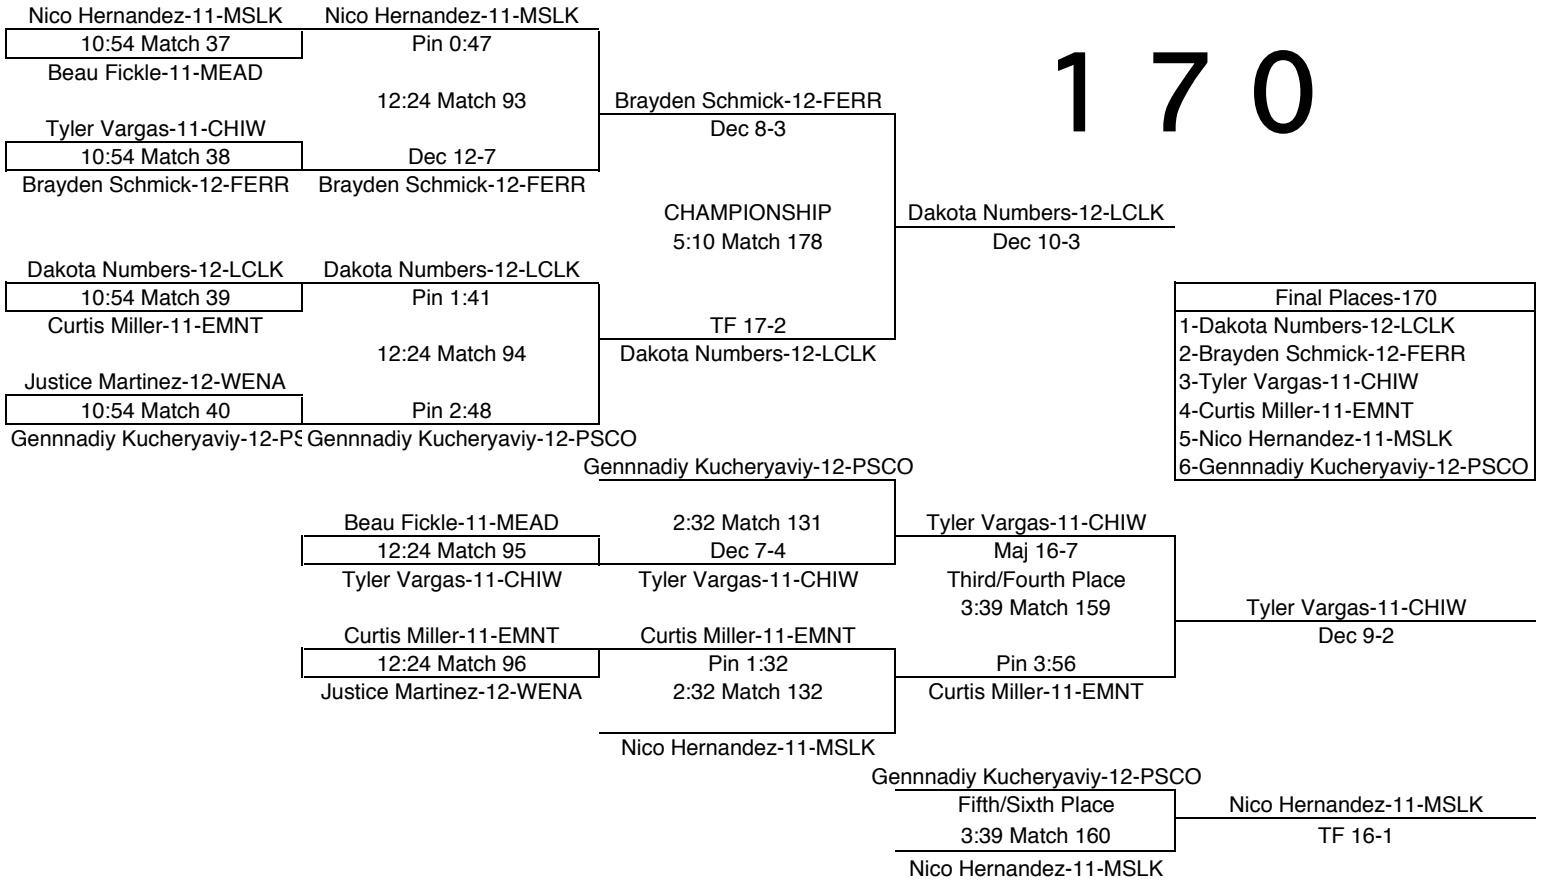 Nico Hernandez-11-MSLK Nico Hernandez-11-MSLK
10:54 Match 37 Pin 0:47
Beau Fickle-11-MEAD
1 7 0
12:24 Match 93 Brayden Schmick-12-FERR
Tyler Vargas-11-CHIW Dec 8-3
10:54 Match 38 Dec 12-7
Brayden Schmick-12-FERR Brayden Schmick-12-FERR
CHAMPIONSHIP Dakota Numbers-12-LCLK
5:10 Match 178 Dec 10-3
Dakota Numbers-12-LCLK Dakota Numbers-12-LCLK
10:54 Match 39 Pin 1:41 Final Places-170
Curtis Miller-11-EMNT TF 17-2 1-Dakota Numbers-12-LCLK
12:24 Match 94 Dakota Numbers-12-LCLK 2-Brayden Schmick-12-FERR
Justice Martinez-12-WENA 3-Tyler Vargas-11-CHIW
10:54 Match 40 Pin 2:48 4-Curtis Miller-11-EMNT
Gennnadiy Kucheryaviy-12-PS Gennnadiy Kucheryaviy-12-PSCO 5-Nico Hernandez-11-MSLK
Gennnadiy Kucheryaviy-12-PSCO 6-Gennnadiy Kucheryaviy-12-PSCO
Beau Fickle-11-MEAD 2:32 Match 131 Tyler Vargas-11-CHIW
12:24 Match 95 Dec 7-4 Maj 16-7
Tyler Vargas-11-CHIW Tyler Vargas-11-CHIW Third/Fourth Place
3:39 Match 159 Tyler Vargas-11-CHIW
Curtis Miller-11-EMNT Curtis Miller-11-EMNT Dec 9-2
12:24 Match 96 Pin 1:32 Pin 3:56
Justice Martinez-12-WENA 2:32 Match 132 Curtis Miller-11-EMNT
Nico Hernandez-11-MSLK
Gennnadiy Kucheryaviy-12-PSCO
Fifth/Sixth Place Nico Hernandez-11-MSLK
3:39 Match 160 TF 16-1
Nico Hernandez-11-MSLK